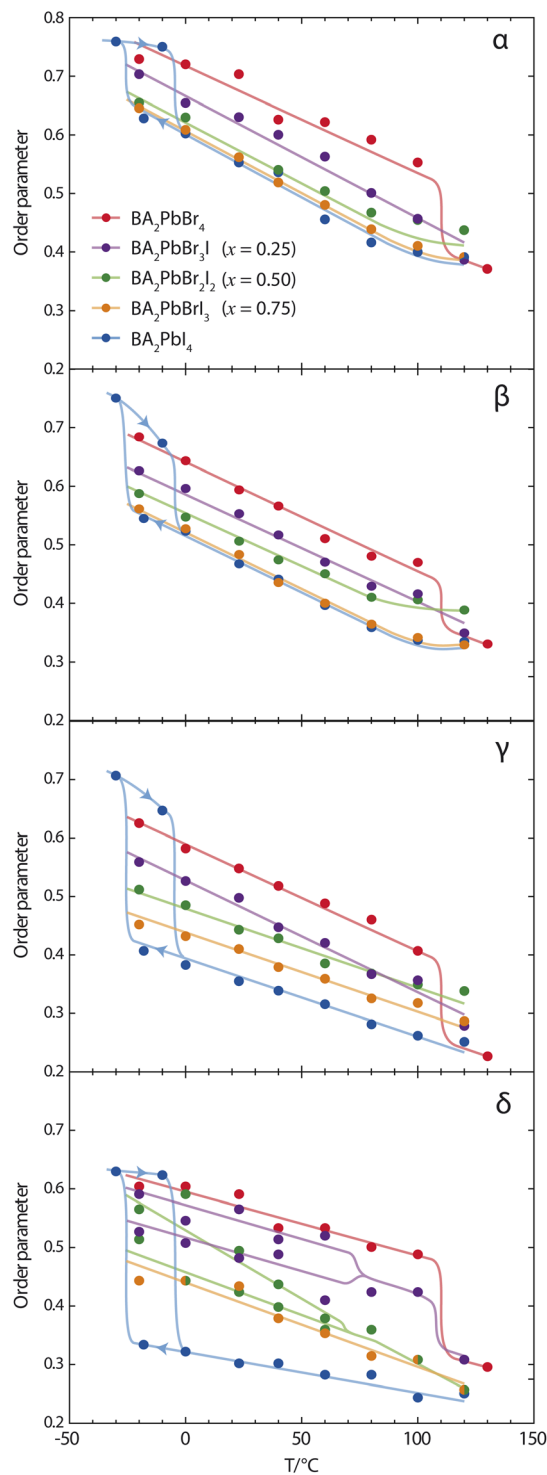 0.8
α
0.7
0.6
Order parameter
0.5
BA₂PbBr₄
BA₂PbBr₃I (x = 0.25)
0.4
BA₂PbBr₂I₂ (x = 0.50)
BA₂PbBrI₃ (x = 0.75)
0.3
BA₂PbI₄
0.2
β
0.7
0.6
Order parameter
0.5
0.4
0.3
0.2
γ
0.7
0.6
Order parameter
0.5
0.4
0.3
0.2
δ
0.7
0.6
Order parameter
0.5
0.4
0.3
0.2
-50 0 50 100 150
T/°C